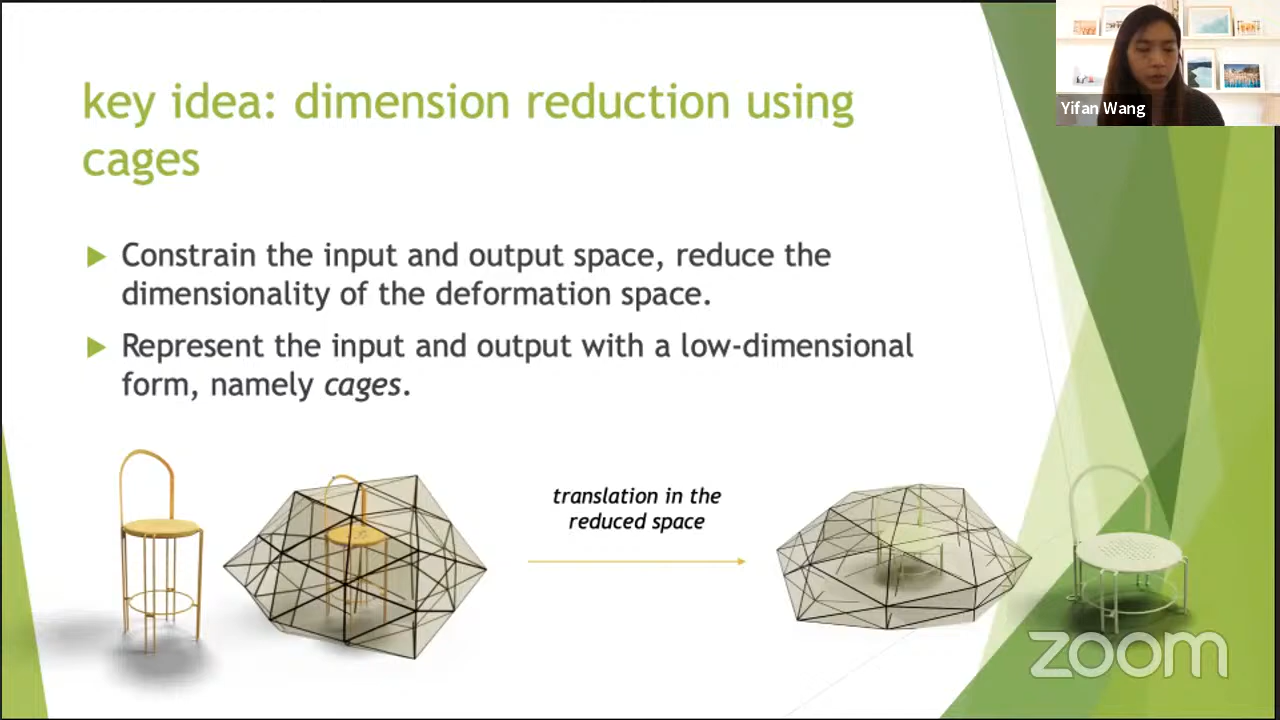 key idea: dimension reduction using
cages
Constrain the input and output space, reduce the
dimensionality of the deformation space.
Represent the input and output with a low-dimensional
form, namely cages.
translation in the
reduced space
Yifan Wang
zoom